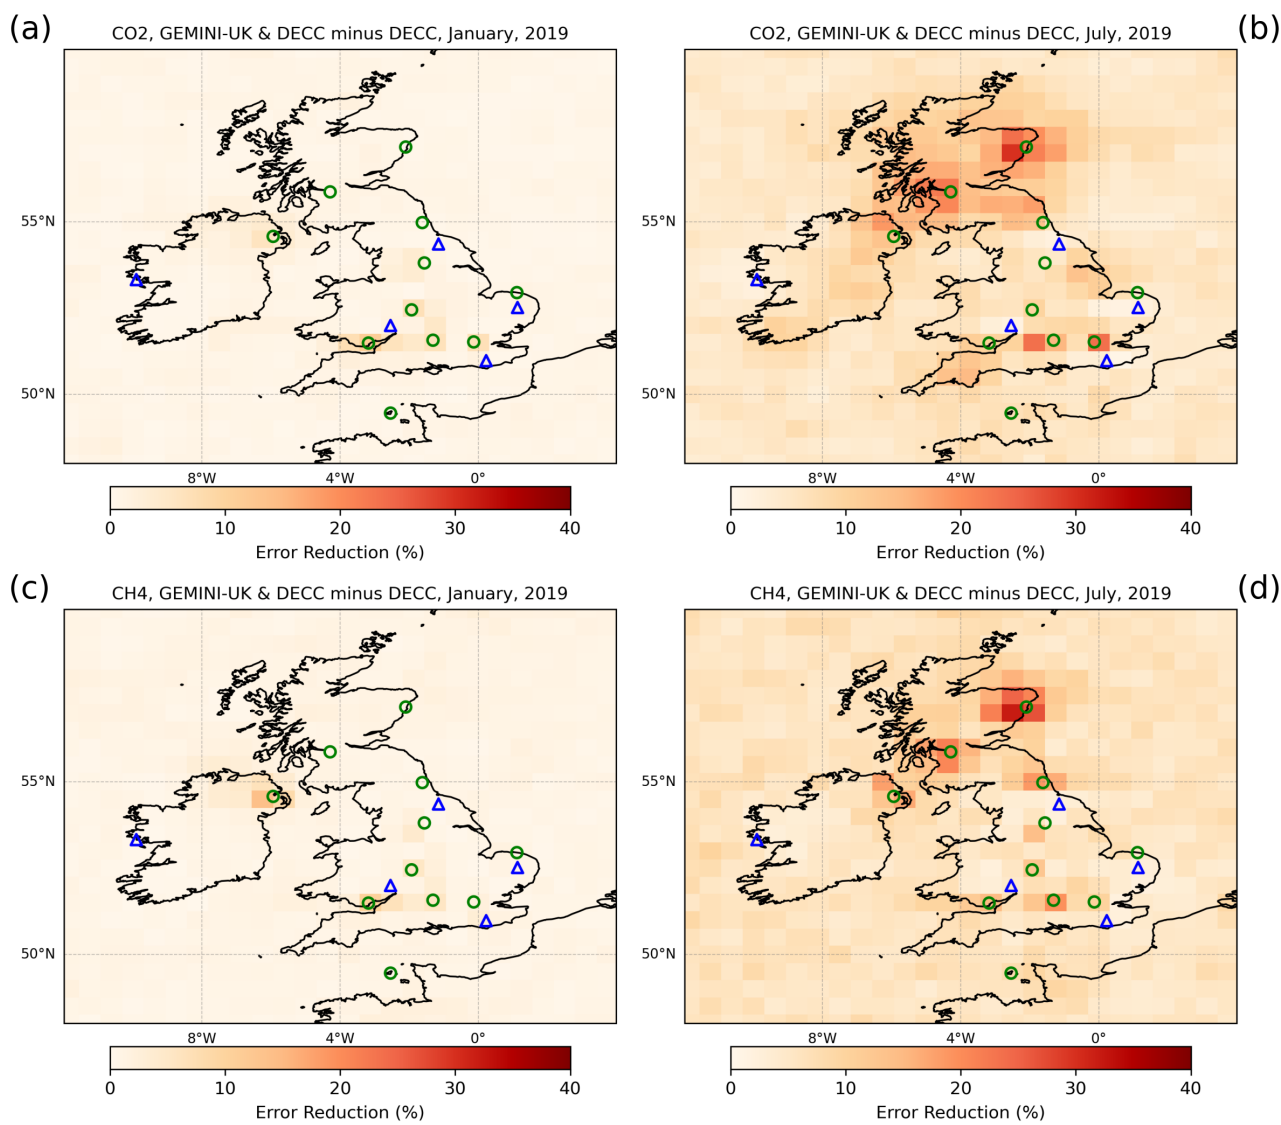 (a)
CO2, GEMINI-UK & DECC minus DECC, January, 2019
55°N
50°N
8°W 4°W 0°
0 10 20 30 40
Error Reduction (%)
(b)
CO2, GEMINI-UK & DECC minus DECC, July, 2019
55°N
50°N
8°W 4°W 0°
0 10 20 30 40
Error Reduction (%)
(c)
CH4, GEMINI-UK & DECC minus DECC, January, 2019
55°N
50°N
8°W 4°W 0°
0 10 20 30 40
Error Reduction (%)
(d)
CH4, GEMINI-UK & DECC minus DECC, July, 2019
55°N
50°N
8°W 4°W 0°
0 10 20 30 40
Error Reduction (%)